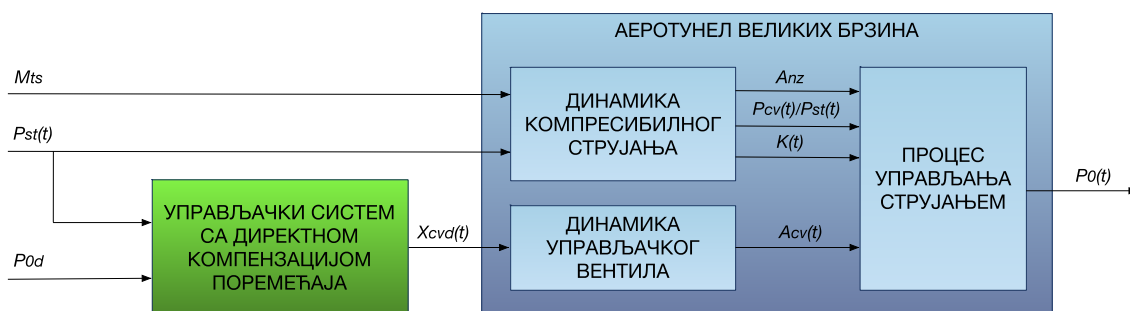 АЕРОТУНЕЛ ВЕЛИКИХ БРЗИНА
Mts
Pst(t)
P0d
УПРАВЉАЧКИ СИСТЕМ
СА ДИРЕКТНОМ
КОМПЕНЗАЦИЈОМ
ПОРЕМЕЋАЈА
Xcvd(t)
ДИНАМИКА
КОМПРЕСИБИЛНОГ
СТРУЈАЊА
ДИНАМИКА
УПРАВЉАЧКОГ
ВЕНТИЛА
Anz
Pcv(t)/Pst(t)
K(t)
Acv(t)
ПРОЦЕС
УПРАВЉАЊА
СТРУЈАЊЕМ
P0(t)